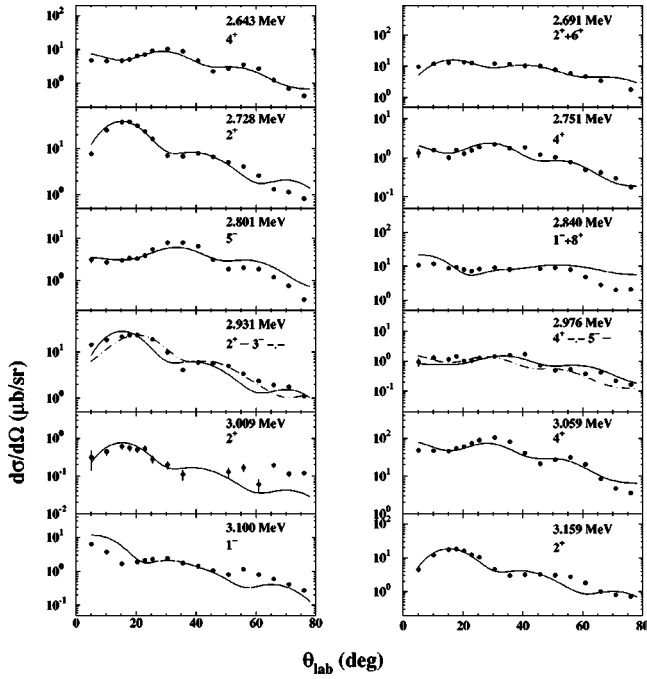 10²
2.643 MeV
4⁺
10¹
10⁰
2.728 MeV
2⁺
10¹
10⁰
2.801 MeV
5⁻
10¹
10⁰
2.931 MeV
2⁺ — 3⁻ -·-
10¹
10⁰
3.009 MeV
2⁺
10⁰
10⁻¹
10⁻²
3.100 MeV
1⁻
10¹
10⁰
10⁻¹
0 20 40 60 80
10²
2.691 MeV
2⁺+6⁺
10¹
10⁰
2.751 MeV
4⁺
10¹
10⁰
10⁻¹
2.840 MeV
1⁻+8⁺
10²
10¹
10⁰
2.976 MeV
4⁺ -·- 5⁻ —
10¹
10⁰
10⁻¹
3.059 MeV
4⁺
10²
10¹
10⁰
3.159 MeV
2⁺
10²
10¹
10⁰
0 20 40 60 80
dσ/dΩ (μb/sr)
θlab (deg)